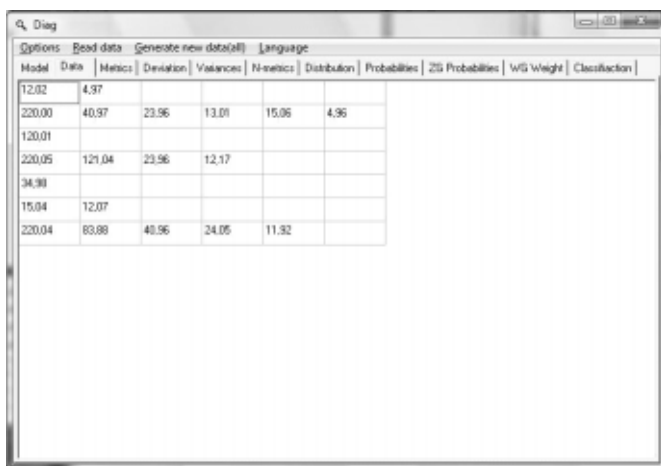 Diag
Options Read data Generate new data(all) Language
Model Data Metrics Deviation Variances N-metrics Distribution Probabilities ZG Probabilities WG Weight Classifiaction
12,02 4,97
220,00 40,97 23,96 13,01 15,06 4,96
120,01
220,05 121,04 23,96 12,17
34,98
15,04 12,07
220,04 83,88 40,96 24,05 11,92